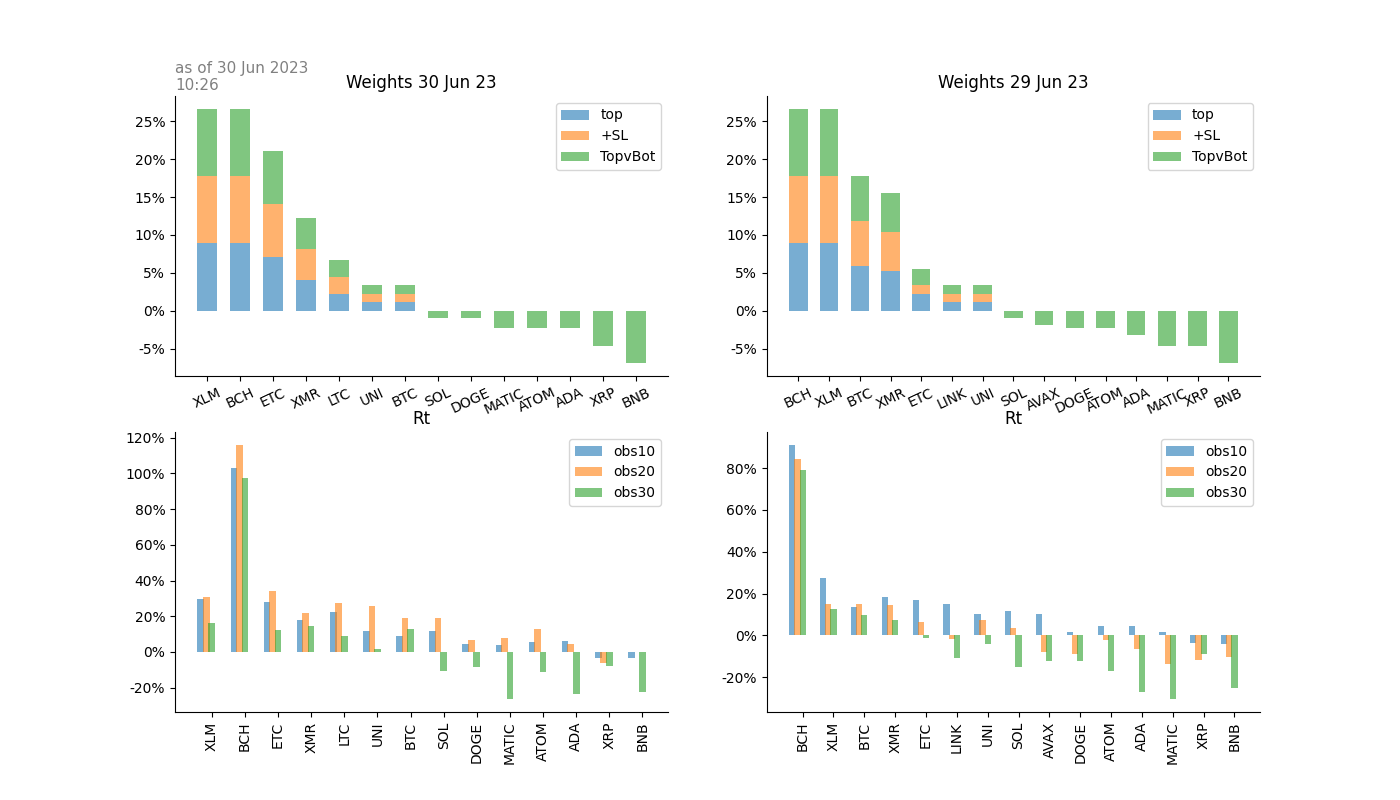 as of 30 Jun 2023
10:26
Weights 30 Jun 23
25%
20%
15%
10%
5%
0%
-5%
top
+SL
TopvBot
XLM BCH ETC XMR LTC UNI BTC SOL DOGE MATIC ATOM ADA XRP BNB
Weights 29 Jun 23
25%
20%
15%
10%
5%
0%
-5%
top
+SL
TopvBot
BCH XLM BTC XMR ETC LINK UNI SOL AVAX DOGE ATOM ADA MATIC XRP BNB
Rt
120%
100%
80%
60%
40%
20%
0%
-20%
obs10
obs20
obs30
XLM BCH ETC XMR LTC UNI BTC SOL DOGE MATIC ATOM ADA XRP BNB
Rt
80%
60%
40%
20%
0%
-20%
obs10
obs20
obs30
BCH XLM BTC XMR ETC LINK UNI SOL AVAX DOGE ATOM ADA MATIC XRP BNB